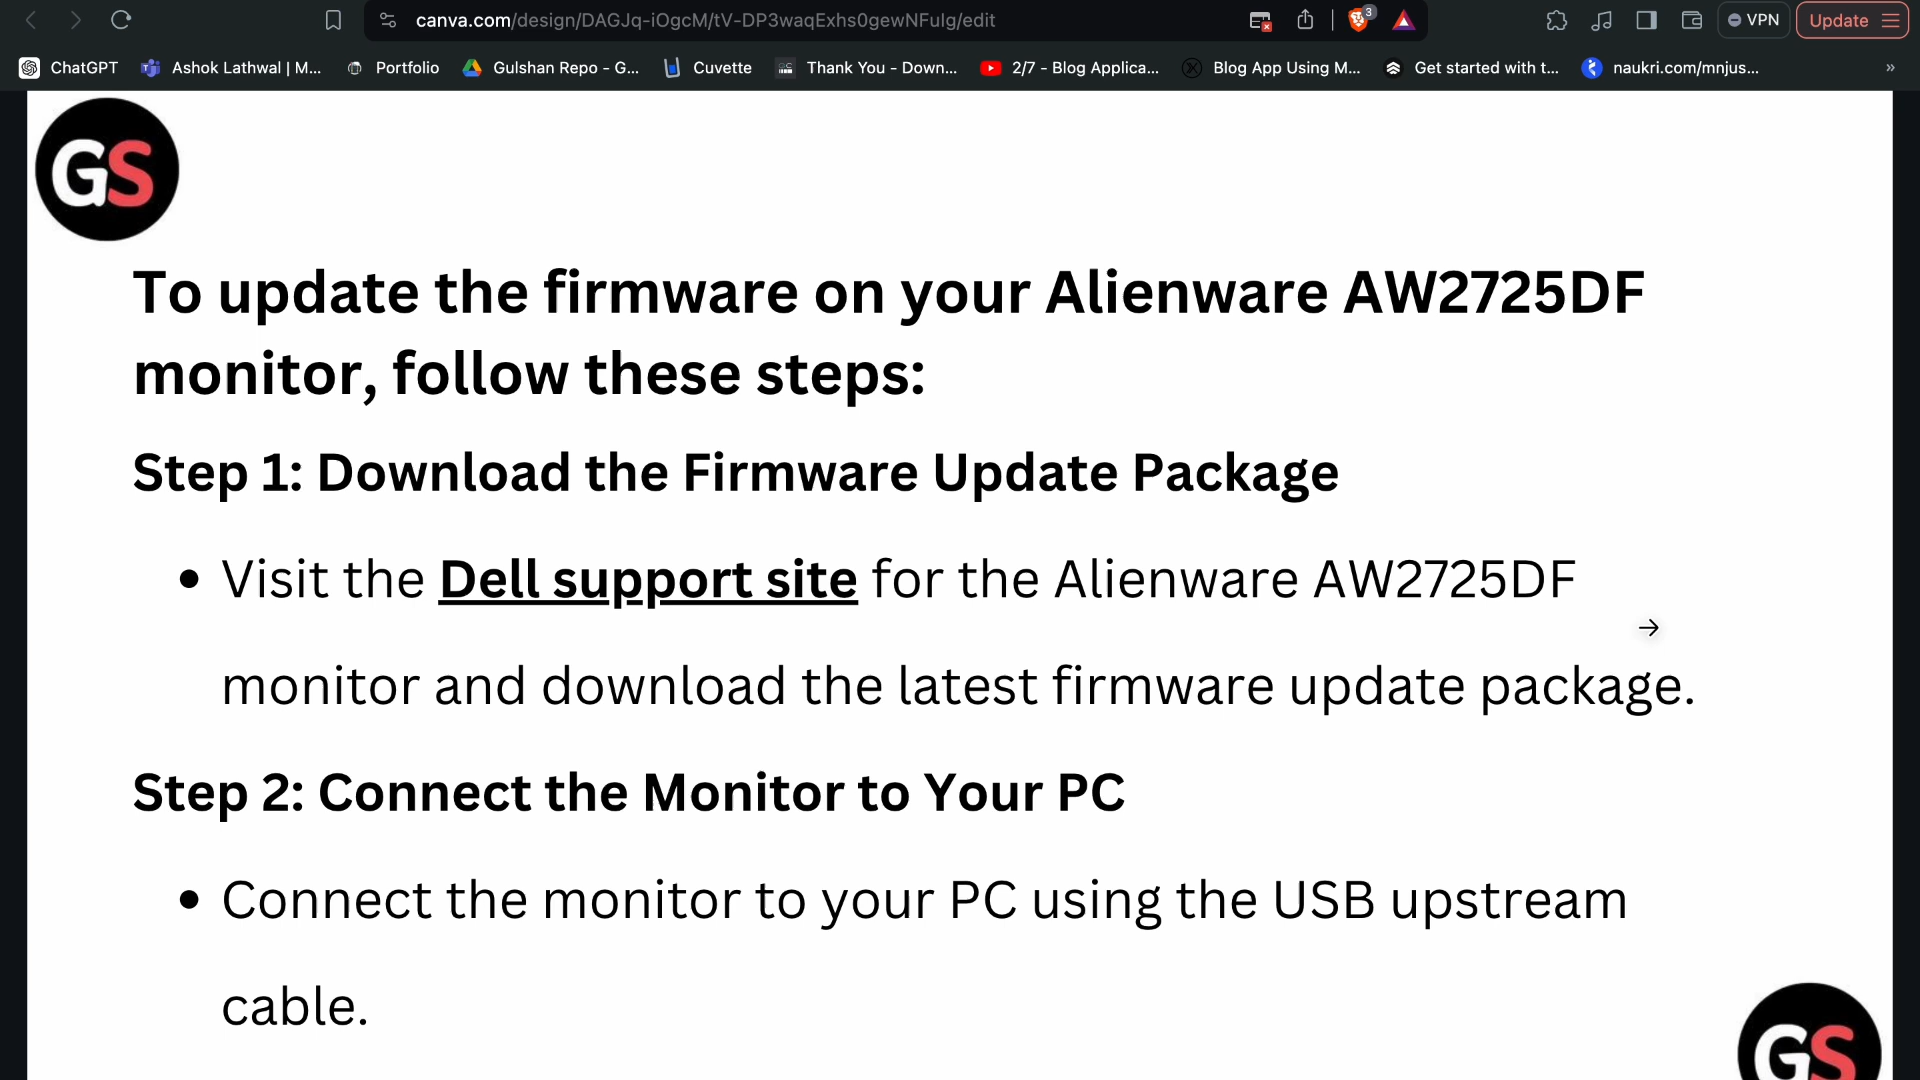 canva.com/design/DAGJq-iOgcM/tV-DP3waqExhs0gewNFuIg/edit
3
VPN
Update
ChatGPT
Ashok Lathwal | M...
Portfolio
Gulshan Repo - G...
Cuvette
Thank You - Down...
2/7 - Blog Applica...
Blog App Using M...
Get started with t...
naukri.com/mnjus...
»
GS
To update the firmware on your Alienware AW2725DF
monitor, follow these steps:
Step 1: Download the Firmware Update Package
• Visit the Dell support site for the Alienware AW2725DF
monitor and download the latest firmware update package.
Step 2: Connect the Monitor to Your PC
• Connect the monitor to your PC using the USB upstream
cable.
GS